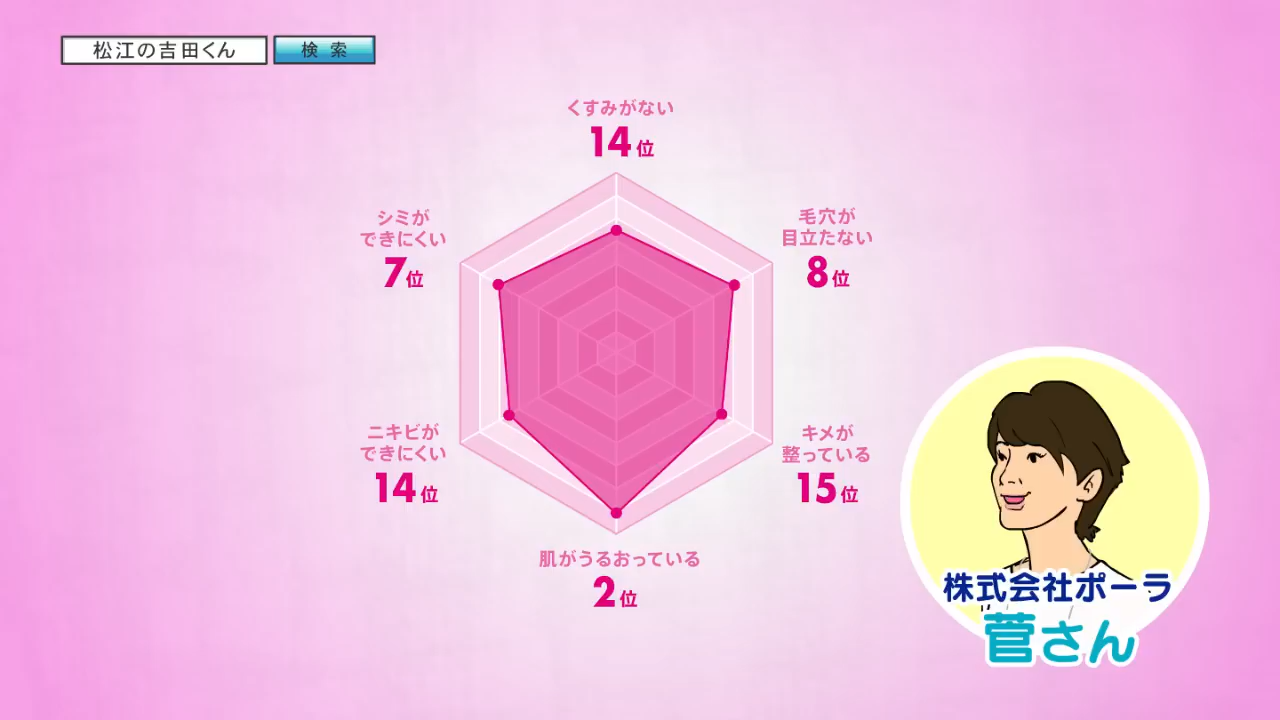 松江の吉田くん
検索
くすみがない
14位
シミが
できにくい
7位
毛穴が
目立たない
8位
ニキビが
できにくい
14位
キメが
整っている
15位
肌がうるおっている
2位
株式会社ポーラ
菅さん